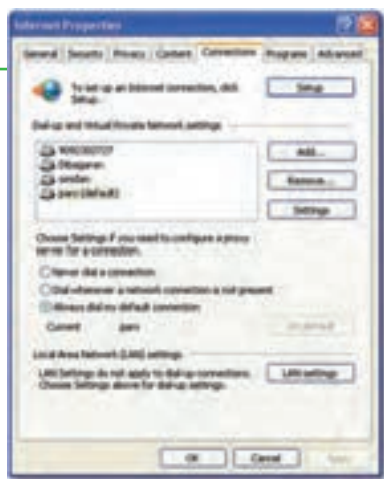 Internet Properties
General Security Privacy Content Connections Programs Advanced
To set up an Internet connection, click
Setup.
Setup
Dial-up and Virtual Private Network settings
Add...
Remove...
pars (default)
Settings
Choose Settings if you need to configure a proxy
server for a connection.
Never dial a connection
Dial whenever a network connection is not present
Always dial my default connection
Current pars
Set default
Local Area Network (LAN) settings
LAN Settings do not apply to dial-up connections.
Choose Settings above for dial-up settings.
LAN settings
OK Cancel Apply